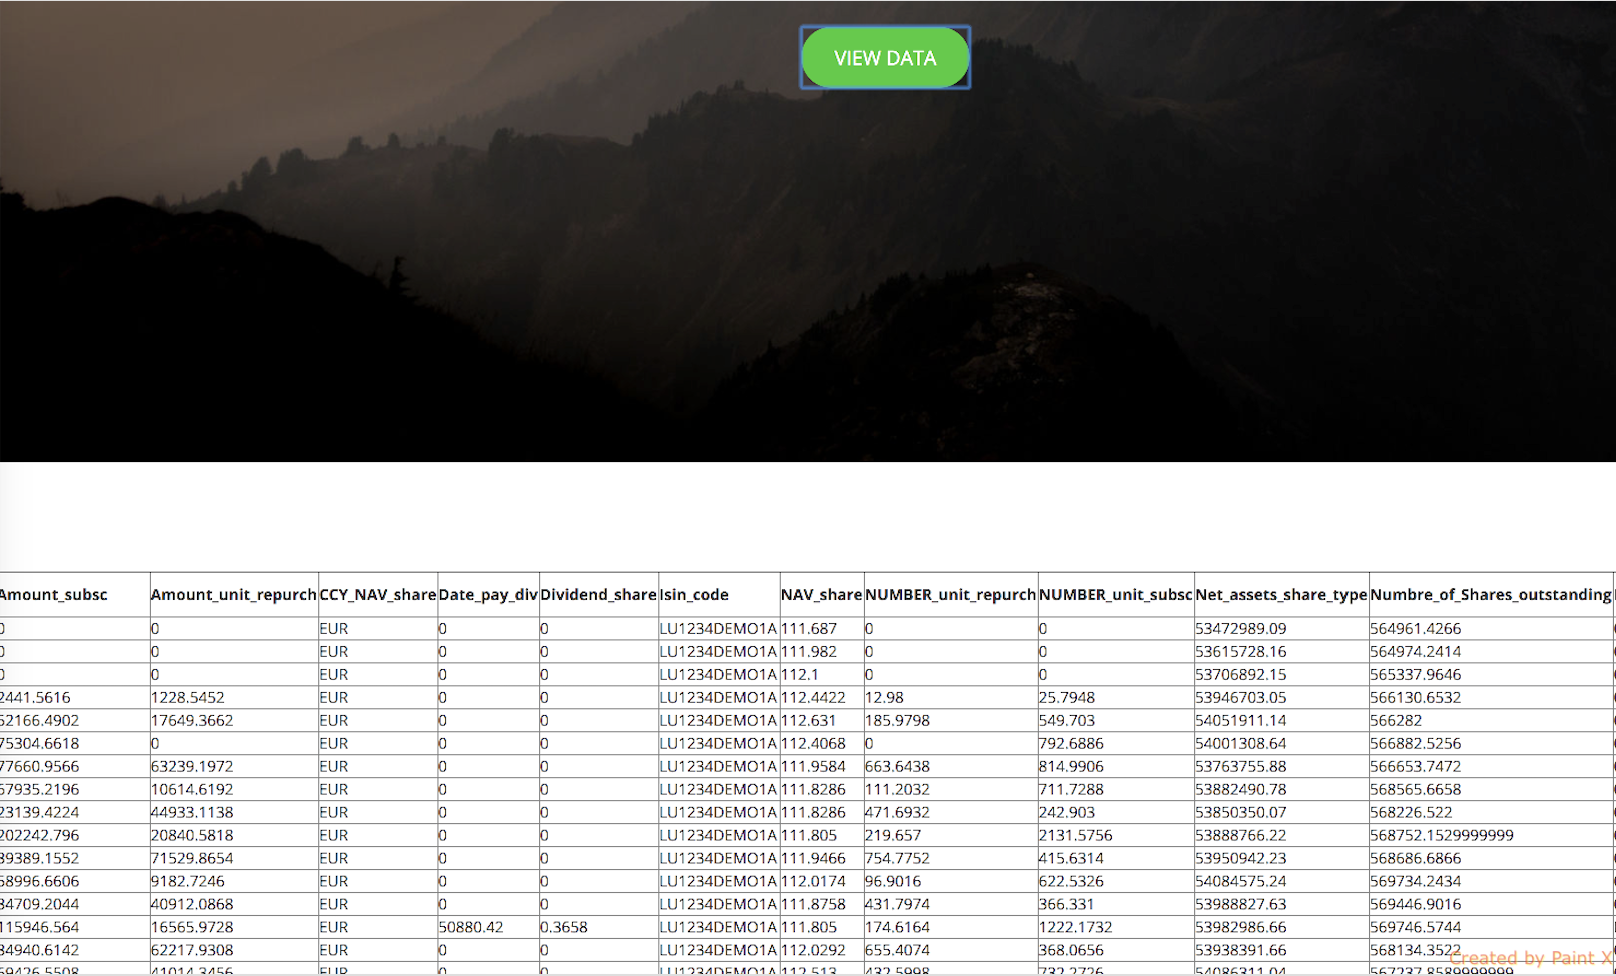 VIEW DATA
Amount_subsc Amount_unit_repurch CCY_NAV_share Date_pay_div Dividend_share Isin_code NAV_share NUMBER_unit_repurch NUMBER_unit_subsc Net_assets_share_type Numbre_of_Shares_outstanding
0 0 EUR 0 0 LU1234DEMO1A 111.687 0 0 53472989.09 564961.4266
0 0 EUR 0 0 LU1234DEMO1A 111.982 0 0 53615728.16 564974.2414
0 0 EUR 0 0 LU1234DEMO1A 112.1 0 0 53706892.15 565337.9646
2441.5616 1228.5452 EUR 0 0 LU1234DEMO1A 112.4422 12.98 25.7948 53946703.05 566130.6532
52166.4902 17649.3662 EUR 0 0 LU1234DEMO1A 112.631 185.9798 549.703 54051911.14 566282
75304.6618 0 EUR 0 0 LU1234DEMO1A 112.4068 0 792.6886 54001308.64 566882.5256
77660.9566 63239.1972 EUR 0 0 LU1234DEMO1A 111.9584 663.6438 814.9906 53763755.88 566653.7472
67935.2196 10614.6192 EUR 0 0 LU1234DEMO1A 111.8286 111.2032 711.7288 53882490.78 568565.6658
23139.4224 44933.1138 EUR 0 0 LU1234DEMO1A 111.8286 471.6932 242.903 53850350.07 568226.522
202242.796 20840.5818 EUR 0 0 LU1234DEMO1A 111.805 219.657 2131.5756 53888766.22 568752.1529999999
39389.1552 71529.8654 EUR 0 0 LU1234DEMO1A 111.9466 754.7752 415.6314 53950942.23 568686.6866
58996.6606 9182.7246 EUR 0 0 LU1234DEMO1A 112.0174 96.9016 622.5326 54084575.24 569734.2434
34709.2044 40912.0868 EUR 0 0 LU1234DEMO1A 111.8758 431.7974 366.331 53988827.63 569446.9016
115946.564 16565.9728 EUR 50880.42 0.3658 LU1234DEMO1A 111.805 174.6164 1222.1732 53982986.66 569746.5744
34940.6142 62217.9308 EUR 0 0 LU1234DEMO1A 112.0292 655.4074 368.0656 53938391.66 568134.3522
69426.5508 41014.3456 EUR 0 0 LU1234DEMO1A 112.513 432.5998 732.2726 54086311.04 567237.8589999999
Created by Paint X